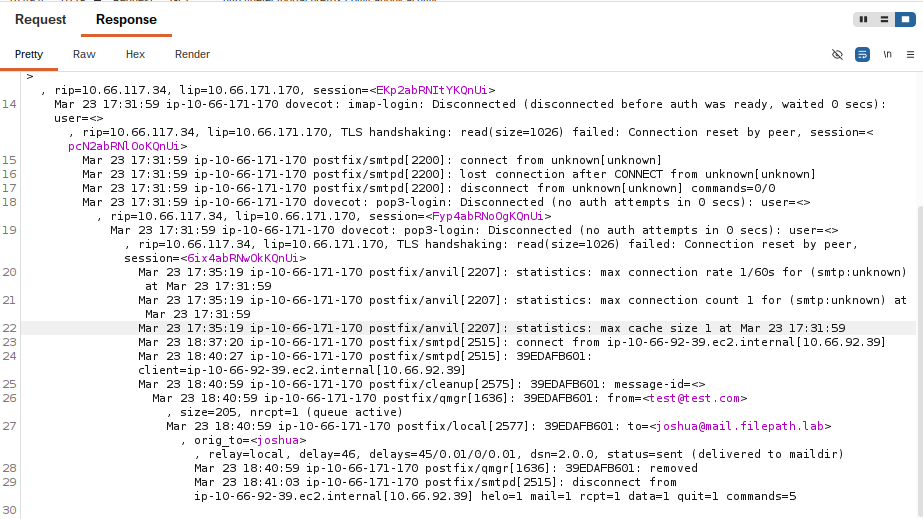 Request Response
Pretty Raw Hex Render \n
>
, rip=10.66.117.34, lip=10.66.171.170, session=<EKp2abRNItYKQnUi>
14 Mar 23 17:31:59 ip-10-66-171-170 dovecot: imap-login: Disconnected (disconnected before auth was ready, waited 0 secs):
user=<>
, rip=10.66.117.34, lip=10.66.171.170, TLS handshaking: read(size=1026) failed: Connection reset by peer, session=<
pcN2abRNlOoKQnUi>
15 Mar 23 17:31:59 ip-10-66-171-170 postfix/smtpd[2200]: connect from unknown[unknown]
16 Mar 23 17:31:59 ip-10-66-171-170 postfix/smtpd[2200]: lost connection after CONNECT from unknown[unknown]
17 Mar 23 17:31:59 ip-10-66-171-170 postfix/smtpd[2200]: disconnect from unknown[unknown] commands=0/0
18 Mar 23 17:31:59 ip-10-66-171-170 dovecot: pop3-login: Disconnected (no auth attempts in 0 secs): user=<>
, rip=10.66.117.34, lip=10.66.171.170, session=<Fyp4abRNoOgKQnUi>
19 Mar 23 17:31:59 ip-10-66-171-170 dovecot: pop3-login: Disconnected (no auth attempts in 0 secs): user=<>
, rip=10.66.117.34, lip=10.66.171.170, TLS handshaking: read(size=1026) failed: Connection reset by peer,
session=<6ix4abRNwOkKQnUi>
20 Mar 23 17:35:19 ip-10-66-171-170 postfix/anvil[2207]: statistics: max connection rate 1/60s for (smtp:unknown)
at Mar 23 17:31:59
21 Mar 23 17:35:19 ip-10-66-171-170 postfix/anvil[2207]: statistics: max connection count 1 for (smtp:unknown) at
Mar 23 17:31:59
22 Mar 23 17:35:19 ip-10-66-171-170 postfix/anvil[2207]: statistics: max cache size 1 at Mar 23 17:31:59
23 Mar 23 18:37:20 ip-10-66-171-170 postfix/smtpd[2515]: connect from ip-10-66-92-39.ec2.internal[10.66.92.39]
24 Mar 23 18:40:27 ip-10-66-171-170 postfix/smtpd[2515]: 39EDAFB601:
client=ip-10-66-92-39.ec2.internal[10.66.92.39]
25 Mar 23 18:40:59 ip-10-66-171-170 postfix/cleanup[2575]: 39EDAFB601: message-id=<>
26 Mar 23 18:40:59 ip-10-66-171-170 postfix/qmgr[1636]: 39EDAFB601: from=<test@test.com>
, size=205, nrcpt=1 (queue active)
27 Mar 23 18:40:59 ip-10-66-171-170 postfix/local[2577]: 39EDAFB601: to=<joshua@mail.filepath.lab>
, orig_to=<joshua>
, relay=local, delay=46, delays=45/0.01/0/0.01, dsn=2.0.0, status=sent (delivered to maildir)
28 Mar 23 18:40:59 ip-10-66-171-170 postfix/qmgr[1636]: 39EDAFB601: removed
29 Mar 23 18:41:03 ip-10-66-171-170 postfix/smtpd[2515]: disconnect from
ip-10-66-92-39.ec2.internal[10.66.92.39] helo=1 mail=1 rcpt=1 data=1 quit=1 commands=5
30